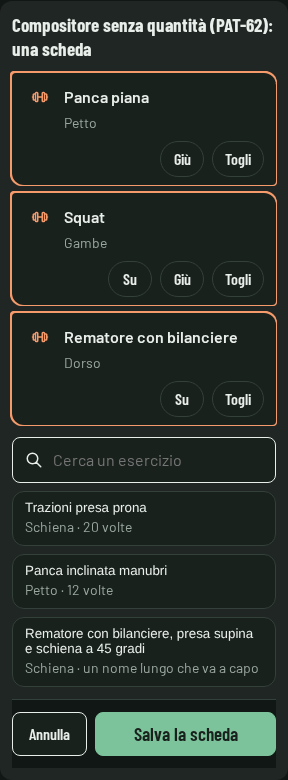 Compositore senza quantità (PAT-62):
una scheda
Panca piana
Petto
Giù
Togli
Squat
Gambe
Su
Giù
Togli
Rematore con bilanciere
Dorso
Su
Togli
Cerca un esercizio
Trazioni presa prona
Schiena · 20 volte
Panca inclinata manubri
Petto · 12 volte
Rematore con bilanciere, presa supina
e schiena a 45 gradi
Schiena · un nome lungo che va a capo
Annulla
Salva la scheda